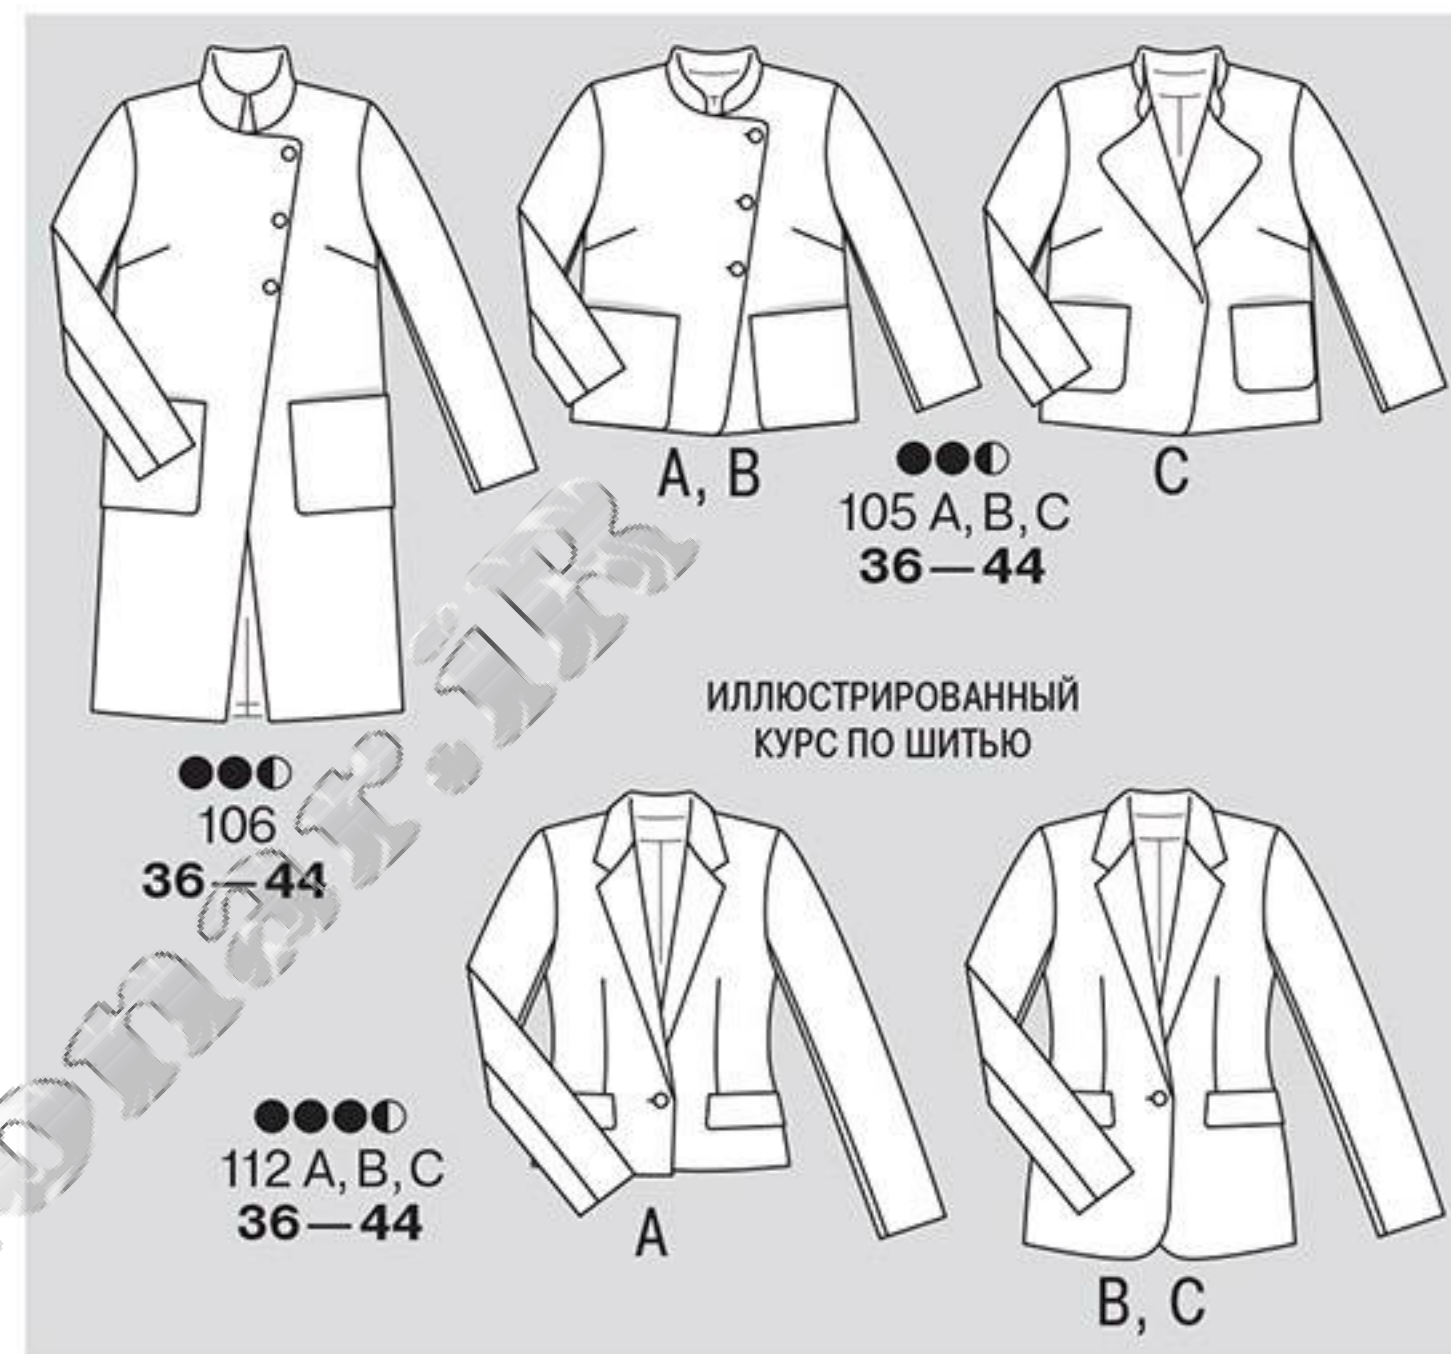 A, B
C
105 A, B, C
36—44
ИЛЛЮСТРИРОВАННЫЙ
КУРС ПО ШИТЬЮ
106
36—44
112 A, B, C
36—44
A
B, C